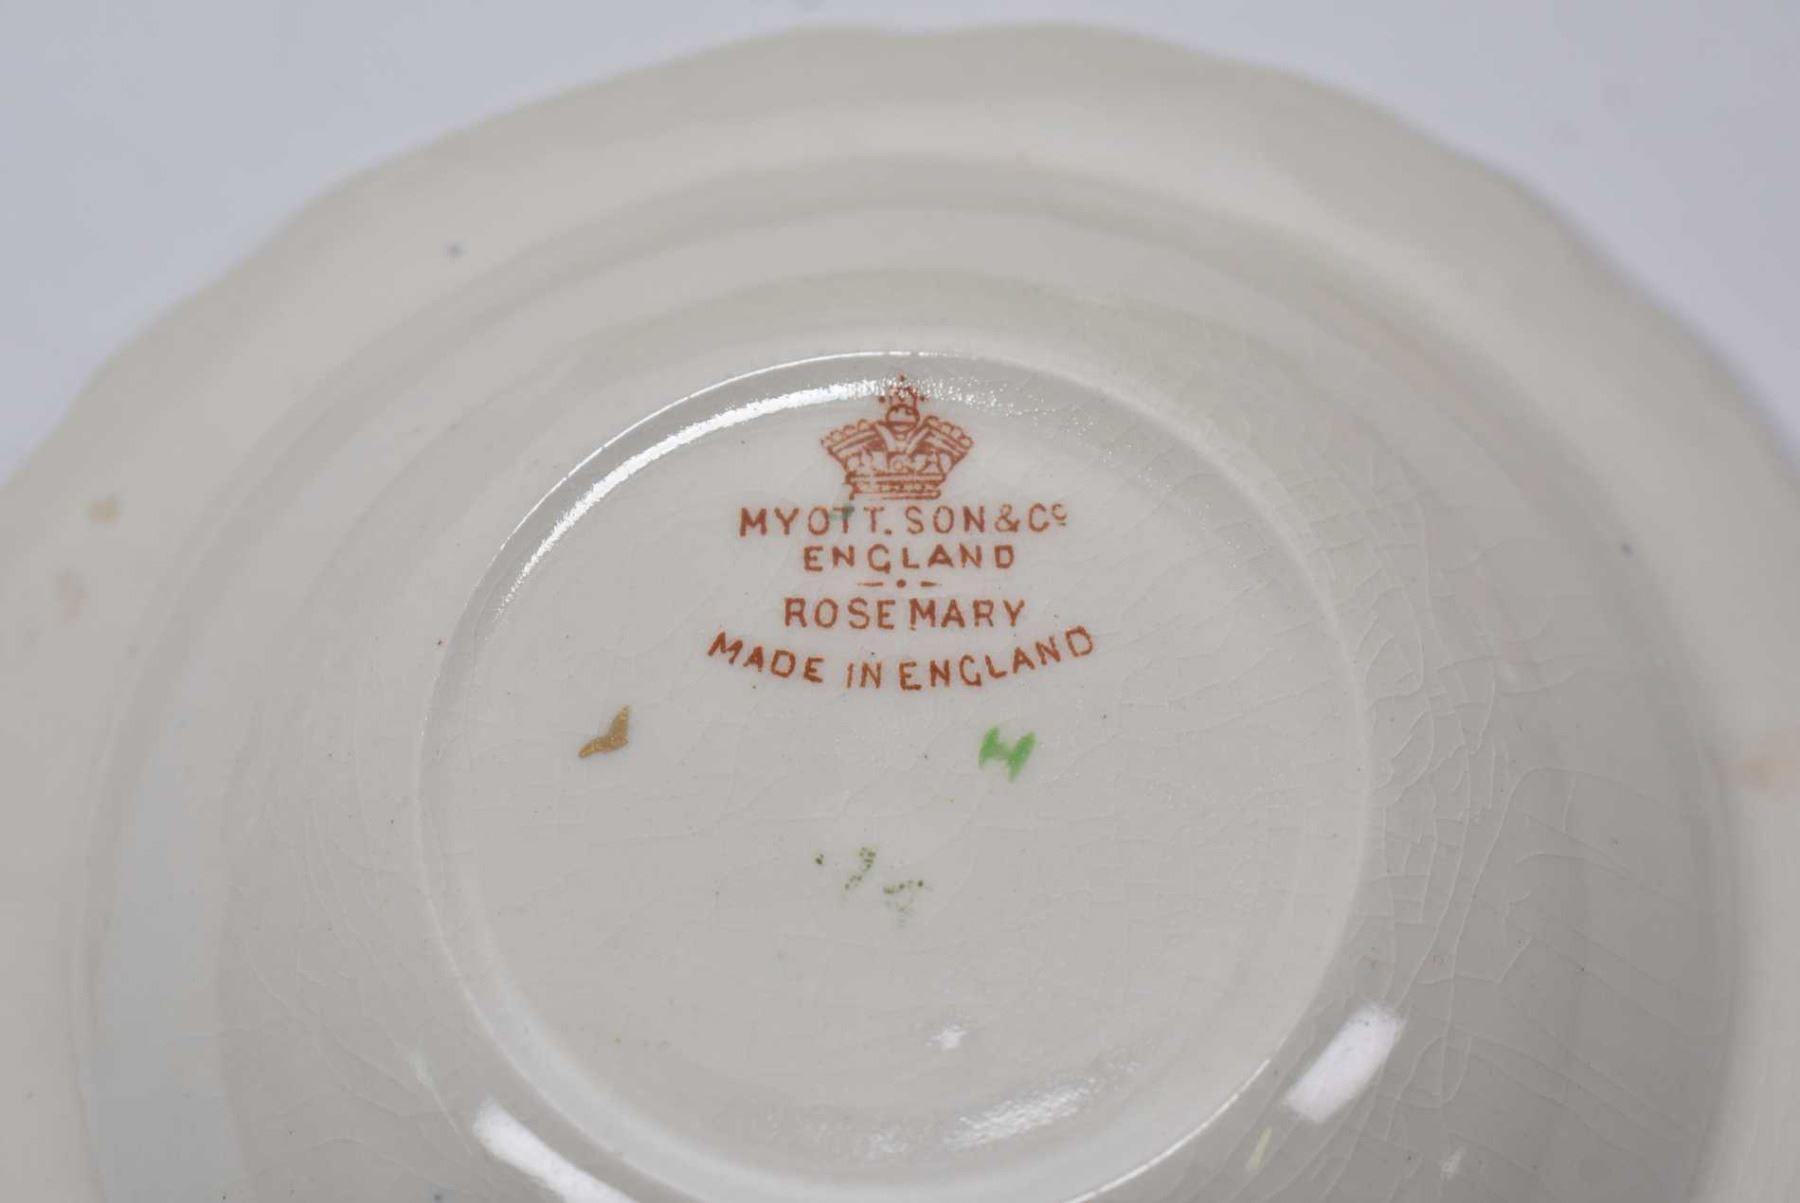 MYOTT. SON & Co
ENGLAND
ROSEMARY
MADE IN ENGLAND
H